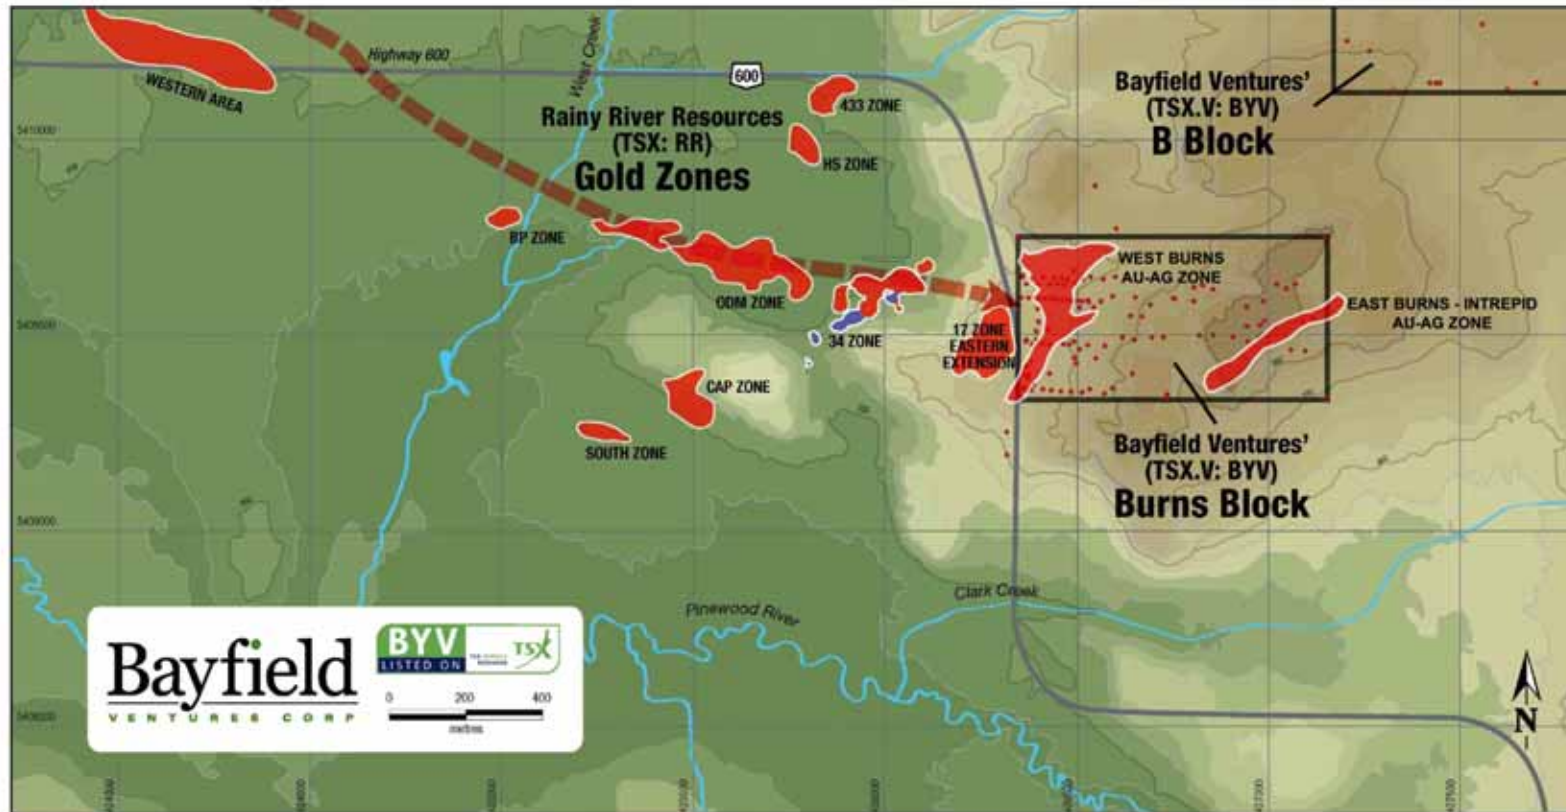 Highway 600
West Creek
600
WESTERN AREA
433 ZONE
Rainy River Resources
(TSX: RR)
Gold Zones
HS ZONE
Bayfield Ventures'
(TSX.V: BYV)
B Block
5410000
BP ZONE
ODM ZONE
34 ZONE
17 ZONE
EASTERN
EXTENSION
WEST BURNS
AU-AG ZONE
EAST BURNS - INTREPID
AU-AG ZONE
CAP ZONE
SOUTH ZONE
Bayfield Ventures'
(TSX.V: BYV)
Burns Block
5409000
Clark Creek
Pinewood River
Bayfield
VENTURES CORP
BYV
LISTED ON
TSX
0 200 400
metres
N